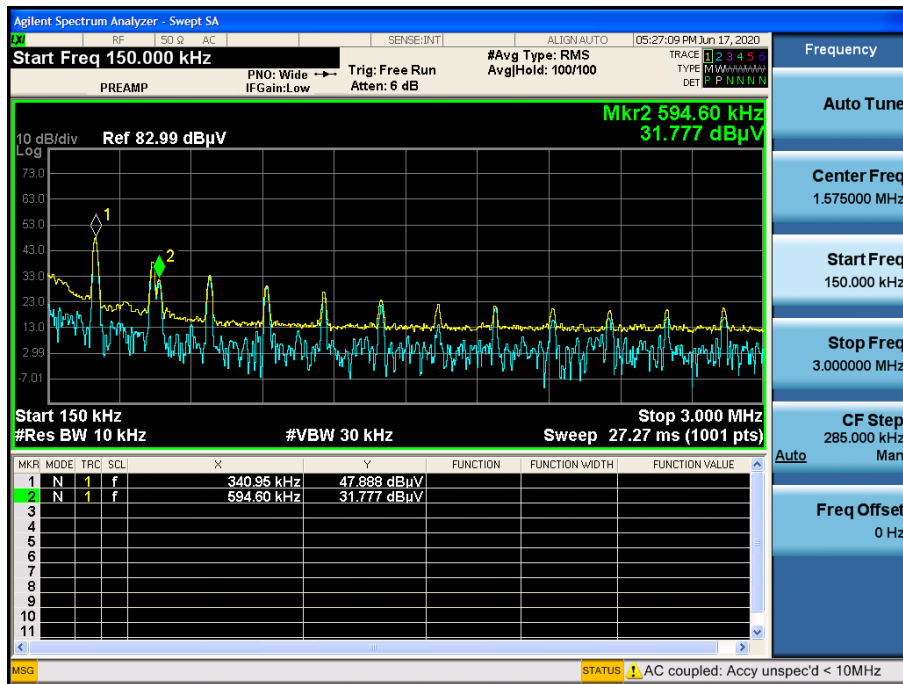 Agilent Spectrum Analyzer - Swept SA
LXI RF 50 Ω AC SENSE:INT ALIGN AUTO 05:27:09 PM Jun 17, 2020
Start Freq 150.000 kHz
PREAMP
PNO: Wide
IFGain:Low
Trig: Free Run
Atten: 6 dB
#Avg Type: RMS
Avg|Hold: 100/100
TRACE 1 2 3 4 5 6
TYPE MWWWWW
DET P P N N N N
Mkr2 594.60 kHz
31.777 dBµV
10 dB/div Ref 82.99 dBµV
Log
73.0
63.0
53.0
43.0
33.0
23.0
13.0
2.99
-7.01
1
2
Start 150 kHz Stop 3.000 MHz
#Res BW 10 kHz #VBW 30 kHz Sweep 27.27 ms (1001 pts)
MKR MODE TRC SCL X Y FUNCTION FUNCTION WIDTH FUNCTION VALUE
1 N 1 f 340.95 kHz 47.888 dBµV
2 N 1 f 594.60 kHz 31.777 dBµV
3
4
5
6
7
8
9
10
11
MSG STATUS AC coupled: Accy unspec'd < 10MHz
Frequency
Auto Tune
Center Freq
1.575000 MHz
Start Freq
150.000 kHz
Stop Freq
3.000000 MHz
CF Step
285.000 kHz
Auto Man
Freq Offset
0 Hz